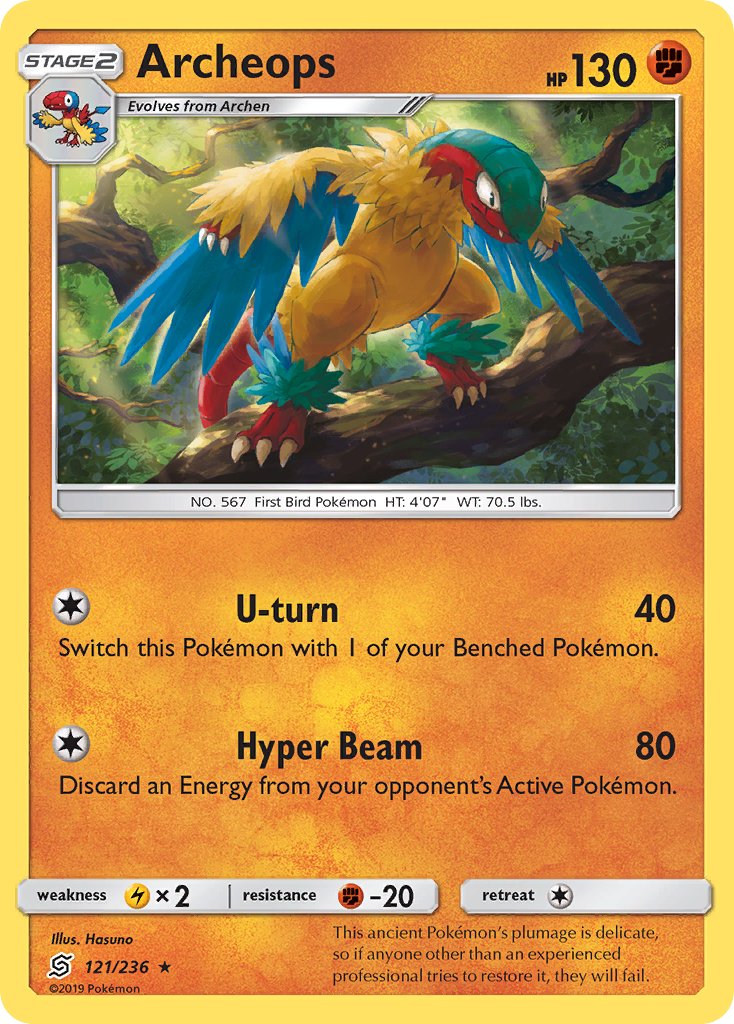 STAGE2
Archeops
HP 130
Evolves from Archen
NO. 567 First Bird Pokémon HT: 4'07" WT: 70.5 lbs.
U-turn 40
Switch this Pokémon with 1 of your Benched Pokémon.
Hyper Beam 80
Discard an Energy from your opponent's Active Pokémon.
weakness ×2 resistance -20 retreat
Illus. Hasuno
121/236 ★
©2019 Pokémon
This ancient Pokémon's plumage is delicate,
so if anyone other than an experienced
professional tries to restore it, they will fail.